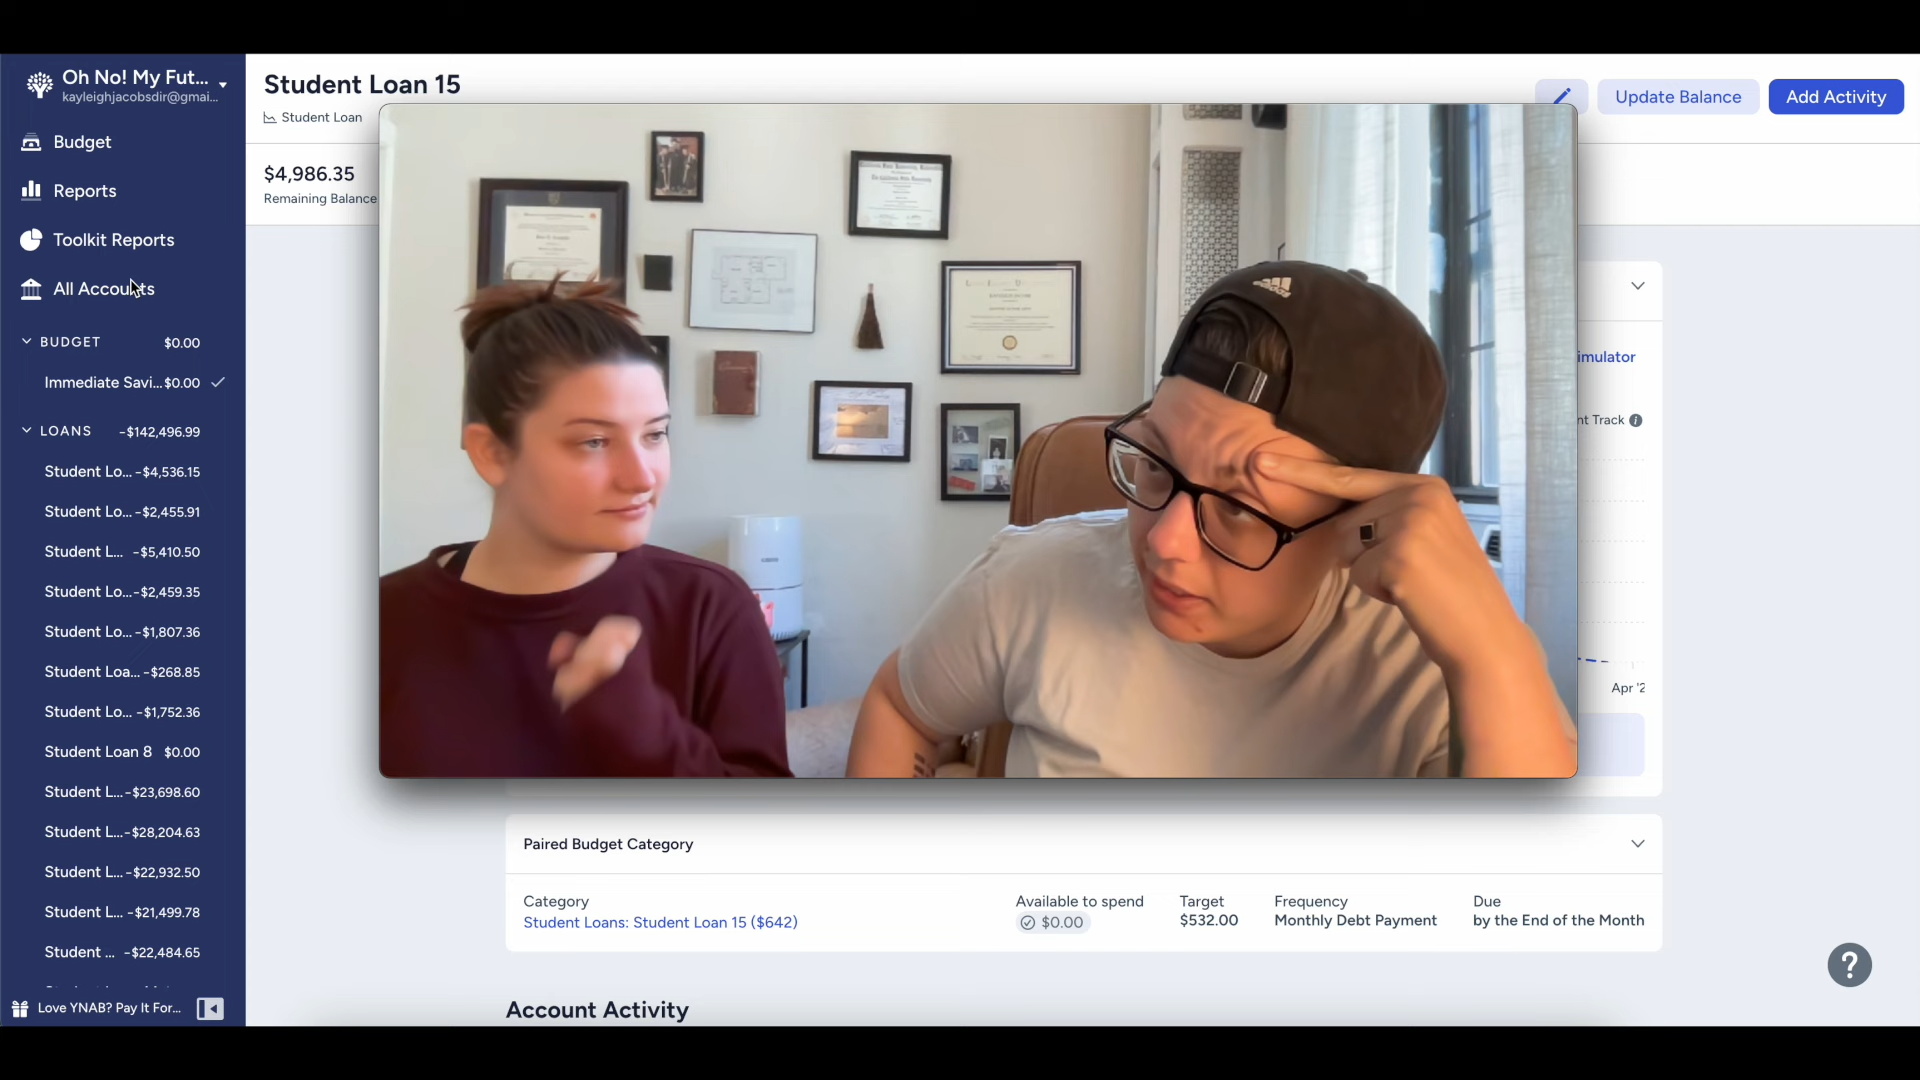 Oh No! My Fut...
kayleighjacobsdir@gmai...
Budget
Reports
Toolkit Reports
All Accounts
BUDGET $0.00
Immediate Savi... $0.00
LOANS -$142,496.99
Student Lo... -$4,536.15
Student Lo... -$2,455.91
Student L... -$5,410.50
Student Lo... -$2,459.35
Student Lo... -$1,807.36
Student Loa... -$268.85
Student Lo... -$1,752.36
Student Loan 8 $0.00
Student L... -$23,698.60
Student L... -$28,204.63
Student L... -$22,932.50
Student L... -$21,499.78
Student ... -$22,484.65
Love YNAB? Pay It For...
Student Loan 15
Student Loan
Update Balance
Add Activity
$4,986.35
Remaining Balance
imulator
nt Track
Apr '2
Paired Budget Category
Category
Student Loans: Student Loan 15 ($642)
Available to spend
$0.00
Target
$532.00
Frequency
Monthly Debt Payment
Due
by the End of the Month
Account Activity
?